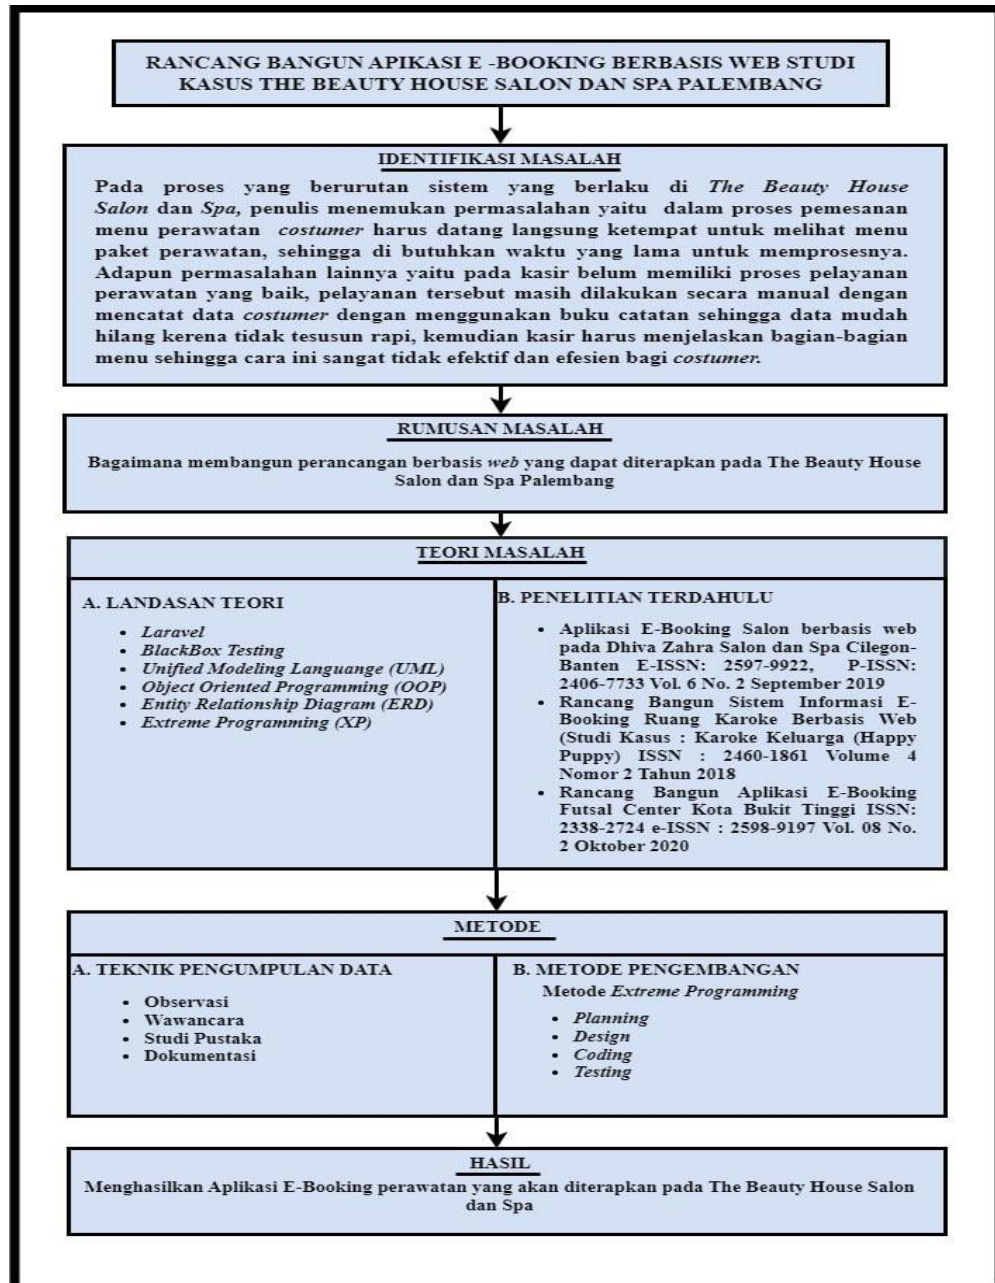 RANCANG BANGUN APIKASI E -BOOKING BERBASIS WEB STUDI
KASUS THE BEAUTY HOUSE SALON DAN SPA PALEMBANG
IDENTIFIKASI MASALAH
Pada proses yang berurutan sistem yang berlaku di The Beauty House
Salon dan Spa, penulis menemukan permasalahan yaitu dalam proses pemesanan
menu perawatan costumer harus datang langsung ketempat untuk melihat menu
paket perawatan, sehingga di butuhkan waktu yang lama untuk memprosesnya.
Adapun permasalahan lainnya yaitu pada kasir belum memiliki proses pelayanan
perawatan yang baik, pelayanan tersebut masih dilakukan secara manual dengan
mencatat data costumer dengan menggunakan buku catatan sehingga data mudah
hilang kerena tidak tesusun rapi, kemudian kasir harus menjelaskan bagian-bagian
menu sehingga cara ini sangat tidak efektif dan efesien bagi costumer.
RUMUSAN MASALAH
Bagaimana membangun perancangan berbasis web yang dapat diterapkan pada The Beauty House
Salon dan Spa Palembang
TEORI MASALAH
A. LANDASAN TEORI
• Laravel
• BlackBox Testing
• Unified Modeling Languange (UML)
• Object Oriented Programming (OOP)
• Entity Relationship Diagram (ERD)
• Extreme Programming (XP)
B. PENELITIAN TERDAHULU
• Aplikasi E-Booking Salon berbasis web
pada Dhiva Zahra Salon dan Spa Cilegon-
Banten E-ISSN: 2597-9922, P-ISSN:
2406-7733 Vol. 6 No. 2 September 2019
• Rancang Bangun Sistem Informasi E-
Booking Ruang Karoke Berbasis Web
(Studi Kasus : Karoke Keluarga (Happy
Puppy) ISSN : 2460-1861 Volume 4
Nomor 2 Tahun 2018
• Rancang Bangun Aplikasi E-Booking
Futsal Center Kota Bukit Tinggi ISSN:
2338-2724 e-ISSN : 2598-9197 Vol. 08 No.
2 Oktober 2020
METODE
A. TEKNIK PENGUMPULAN DATA
• Observasi
• Wawancara
• Studi Pustaka
• Dokumentasi
B. METODE PENGEMBANGAN
Metode Extreme Programming
• Planning
• Design
• Coding
• Testing
HASIL
Menghasilkan Aplikasi E-Booking perawatan yang akan diterapkan pada The Beauty House Salon
dan Spa